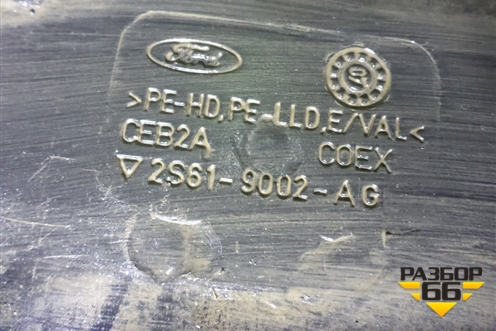 Ford
>PE-HD,PE-LLD,E/VAL<
CEB2A COEX
2S61-9002-AG
РАЗБОР
66